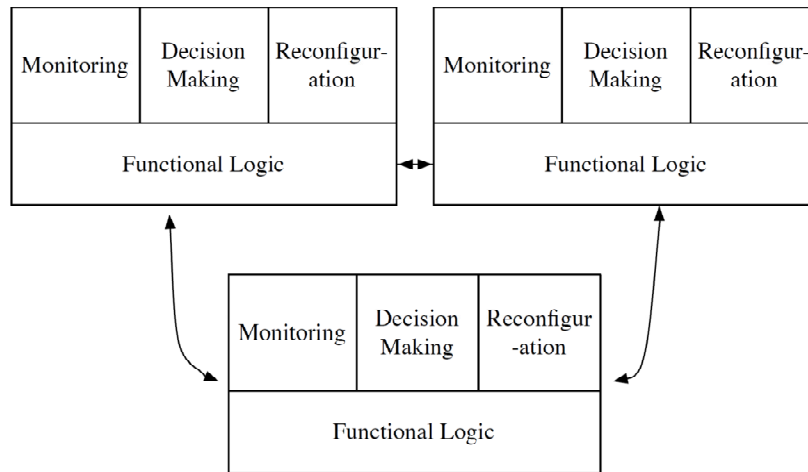 Monitoring
Decision
Making
Reconfigur-
ation
Functional Logic
Monitoring
Decision
Making
Reconfigur-
ation
Functional Logic
Monitoring
Decision
Making
Reconfigur
-ation
Functional Logic